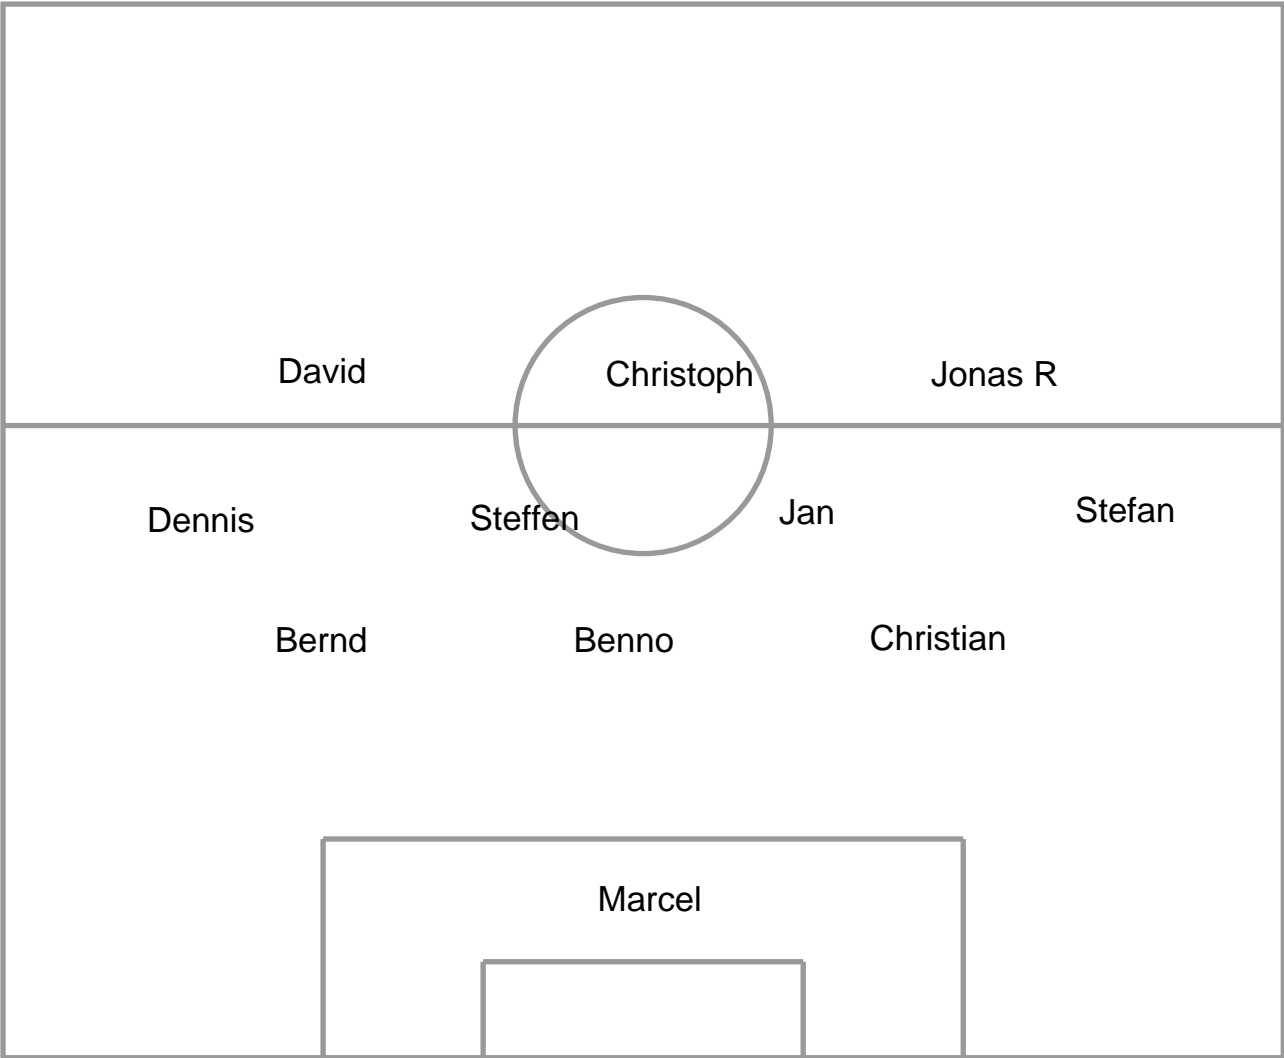 David Christoph Jonas R
Dennis Steffen Jan Stefan
Bernd Benno Christian
Marcel